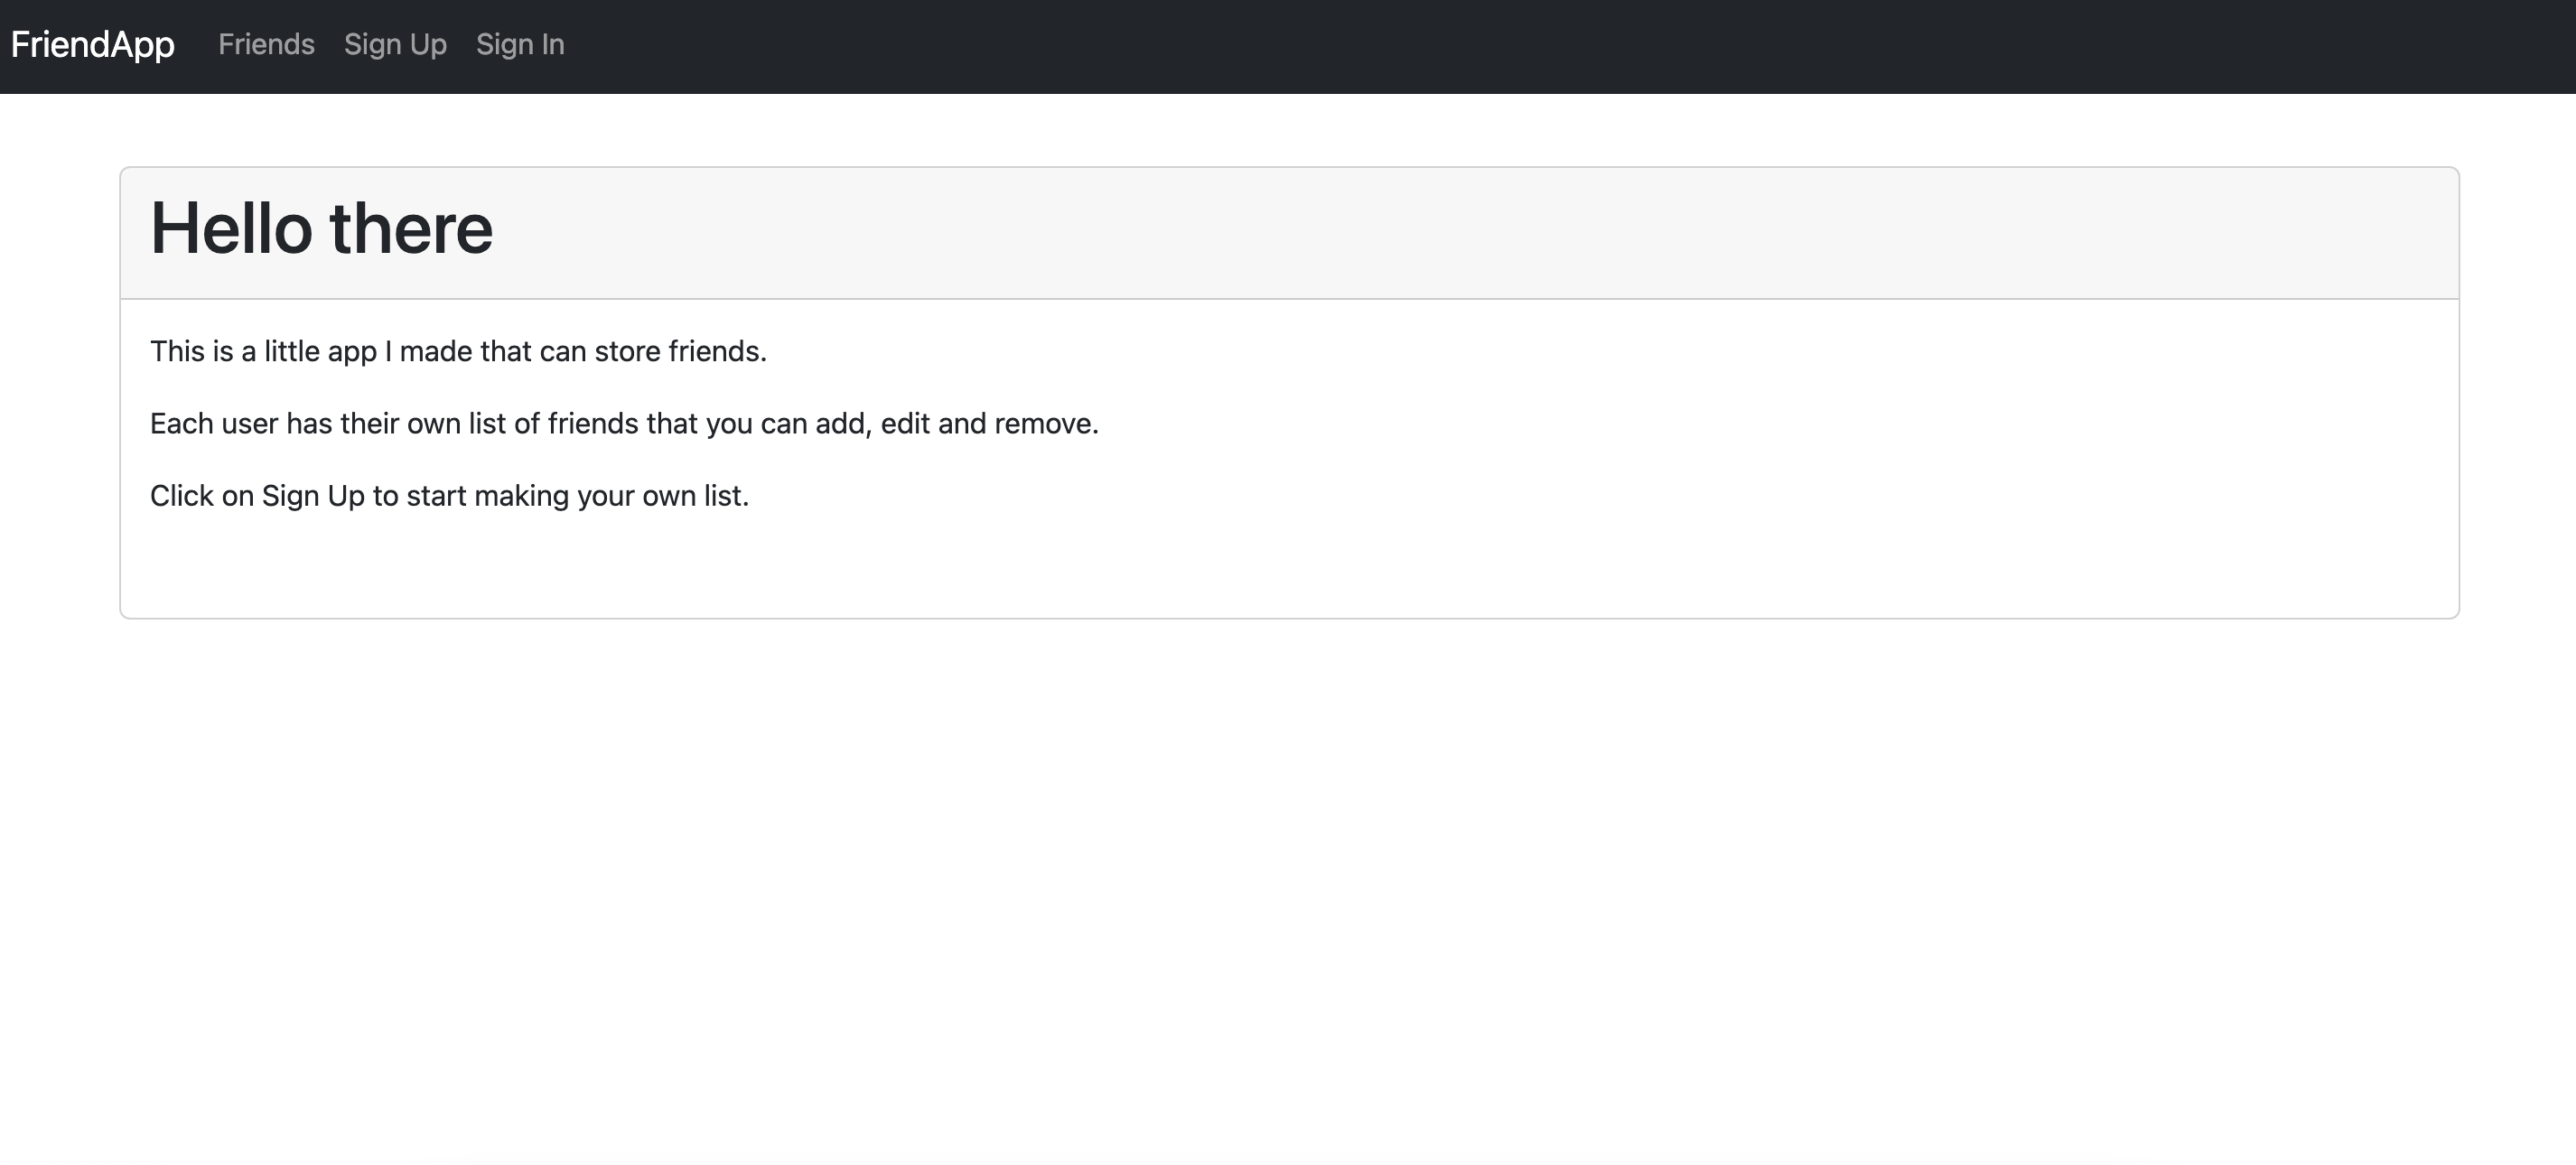 FriendApp Friends Sign Up Sign In
Hello there
This is a little app I made that can store friends.
Each user has their own list of friends that you can add, edit and remove.
Click on Sign Up to start making your own list.